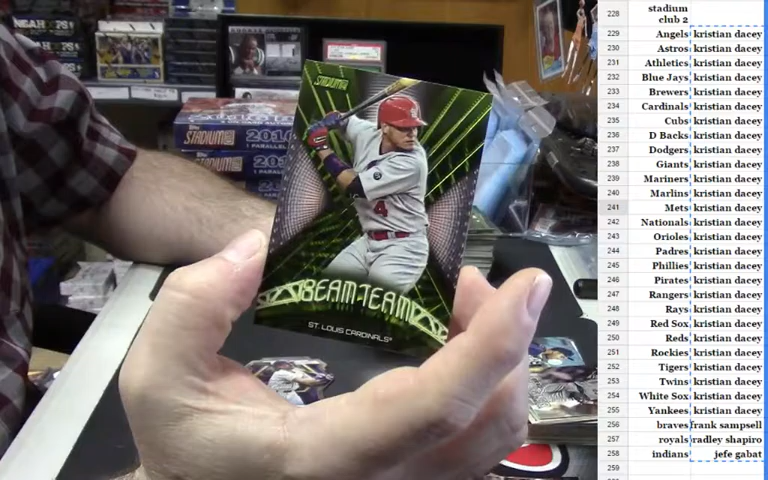 STADIUM
BEAM TEAM
ST. LOUIS CARDINALS
4
STADIUM
2016
1 PARALLEL
228 stadium
club 2
229 Angels kristian dacey
230 Astros kristian dacey
231 Athletics kristian dacey
232 Blue Jays kristian dacey
233 Brewers kristian dacey
234 Cardinals kristian dacey
235 Cubs kristian dacey
236 D Backs kristian dacey
237 Dodgers kristian dacey
238 Giants kristian dacey
239 Mariners kristian dacey
240 Marlins kristian dacey
241 Mets kristian dacey
242 Nationals kristian dacey
243 Orioles kristian dacey
244 Padres kristian dacey
245 Phillies kristian dacey
246 Pirates kristian dacey
247 Rangers kristian dacey
248 Rays kristian dacey
249 Red Sox kristian dacey
250 Reds kristian dacey
251 Rockies kristian dacey
252 Tigers kristian dacey
253 Twins kristian dacey
254 White Sox kristian dacey
255 Yankees kristian dacey
256 braves frank sampsell
257 royals radley shapiro
258 indians jefe gabat
259